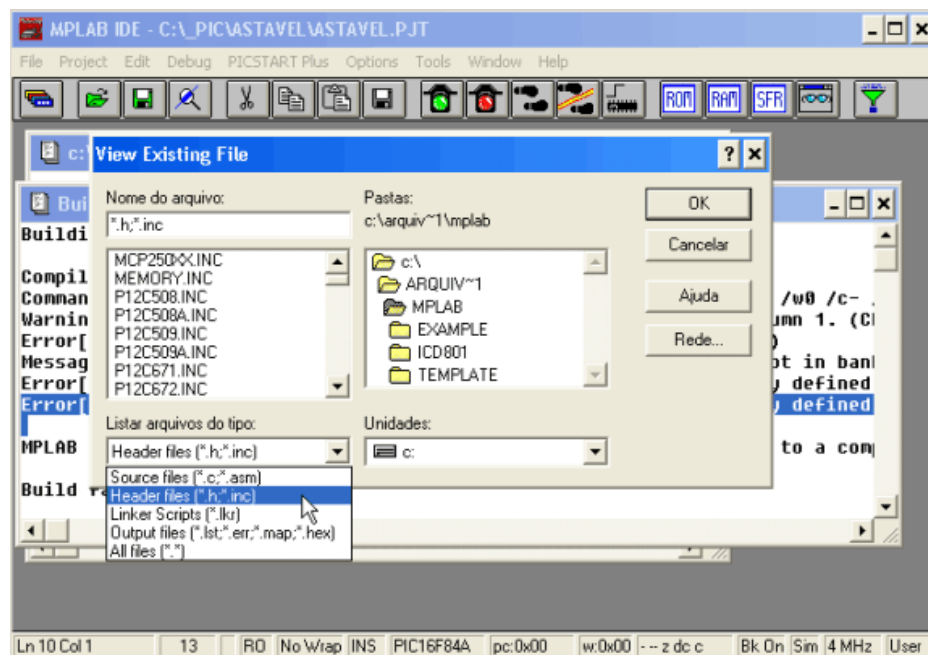 MPLAB IDE - C:\_PIC\ASTAVEL\ASTAVEL.PJT
File Project Edit Debug PICSTART Plus Options Tools Window Help
ROM RAM SFR
c:\
View Existing File
Bui
Nome do arquivo:
*.h;*.inc
MCP250XX.INC
MEMORY.INC
P12C508.INC
P12C508A.INC
P12C509.INC
P12C509A.INC
P12C671.INC
P12C672.INC
Pastas:
c:\arquiv~1\mplab
c:\
ARQUIV~1
MPLAB
EXAMPLE
ICD801
TEMPLATE
OK
Cancelar
Ajuda
Rede...
Listar arquivos do tipo:
Header files (*.h;*.inc)
Source files (*.c;*.asm)
Header files (*.h;*.inc)
Linker Scripts (*.lkr)
Output files (*.lst;*.err;*.map;*.hex)
All files (*.*)
Unidades:
c:
Buildi
Compil
Comman /w0 /c-
Warnin umn 1. (C
Error[ )
Messag ot in ban
Error[ y defined
Error[ y defined
MPLAB to a com
Build
Ln 10 Col 1 13 RO No Wrap INS PIC16F84A pc:0x00 w:0x00 - - z dc c Bk On Sim 4 MHz User